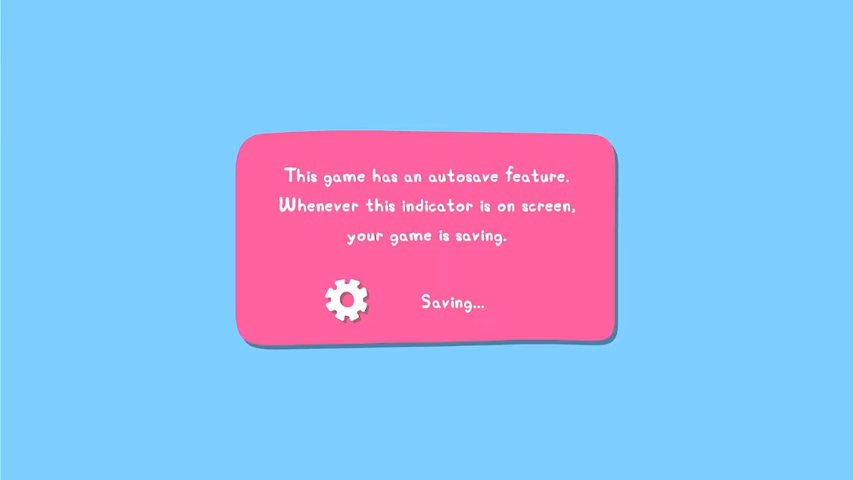 This game has an autosave feature.
Whenever this indicator is on screen,
your game is saving.
Saving...